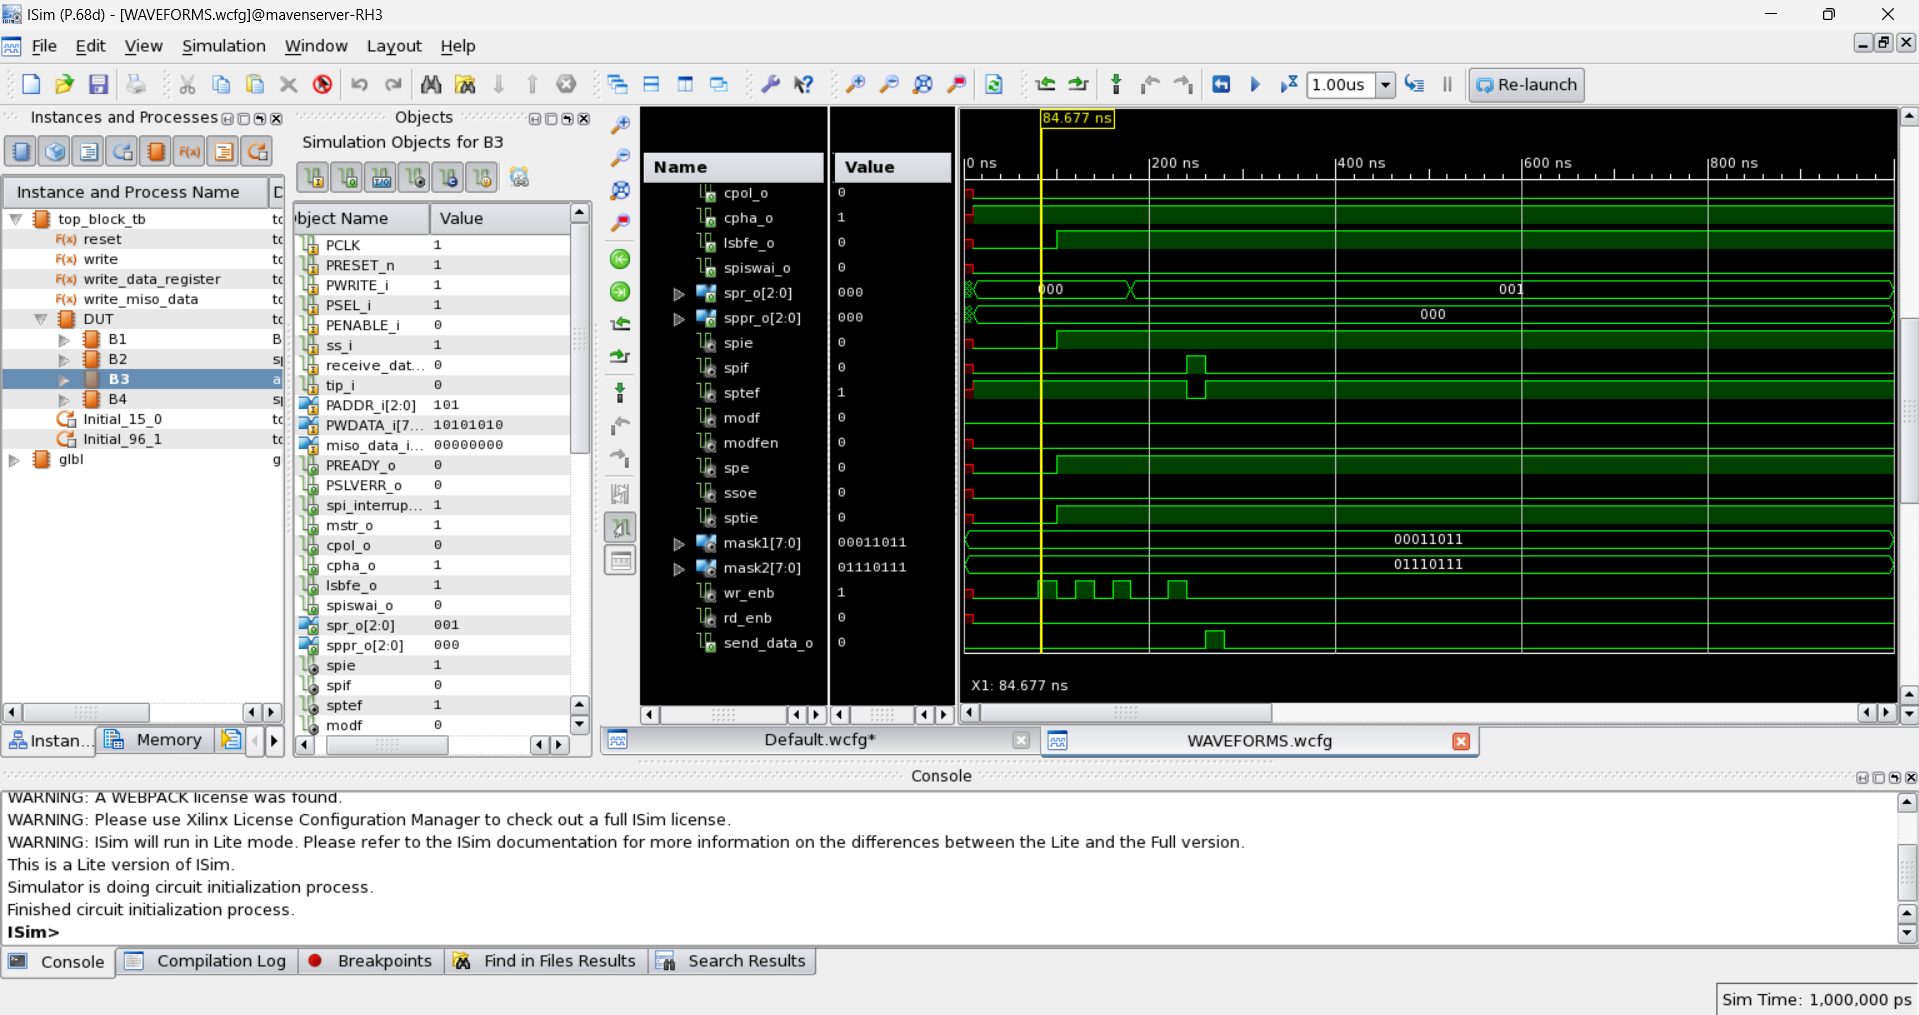 ISim (P.68d) - [WAVEFORMS.wcfg]@mavenserver-RH3
File Edit View Simulation Window Layout Help
1.00us
Re-launch
Instances and Processes
Instance and Process Name
top_block_tb
F(x) reset
F(x) write
F(x) write_data_register
F(x) write_miso_data
DUT
B1
B2
B3
B4
Initial_15_0
Initial_96_1
glbl
Instan...
Memory
Objects
Simulation Objects for B3
bject Name Value
PCLK 1
PRESET_n 1
PWRITE_i 1
PSEL_i 1
PENABLE_i 0
ss_i 1
receive_dat... 0
tip_i 0
PADDR_i[2:0] 101
PWDATA_i[7... 10101010
miso_data_i... 00000000
PREADY_o 0
PSLVERR_o 0
spi_interrup... 1
mstr_o 1
cpol_o 0
cpha_o 1
lsbfe_o 1
spiswai_o 0
spr_o[2:0] 001
sppr_o[2:0] 000
spie 1
spif 0
sptef 1
modf 0
Name Value
cpol_o 0
cpha_o 1
lsbfe_o 0
spiswai_o 0
spr_o[2:0] 000
sppr_o[2:0] 000
spie 0
spif 0
sptef 1
modf 0
modfen 0
spe 0
ssoe 0
sptie 0
mask1[7:0] 00011011
mask2[7:0] 01110111
wr_enb 1
rd_enb 0
send_data_o 0
84.677 ns
0 ns 200 ns 400 ns 600 ns 800 ns
000 001
000
00011011
01110111
X1: 84.677 ns
Default.wcfg*
WAVEFORMS.wcfg
Console
WARNING: A WEBPACK license was found.
WARNING: Please use Xilinx License Configuration Manager to check out a full ISim license.
WARNING: ISim will run in Lite mode. Please refer to the ISim documentation for more information on the differences between the Lite and the Full version.
This is a Lite version of ISim.
Simulator is doing circuit initialization process.
Finished circuit initialization process.
ISim>
Console
Compilation Log
Breakpoints
Find in Files Results
Search Results
Sim Time: 1,000,000 ps